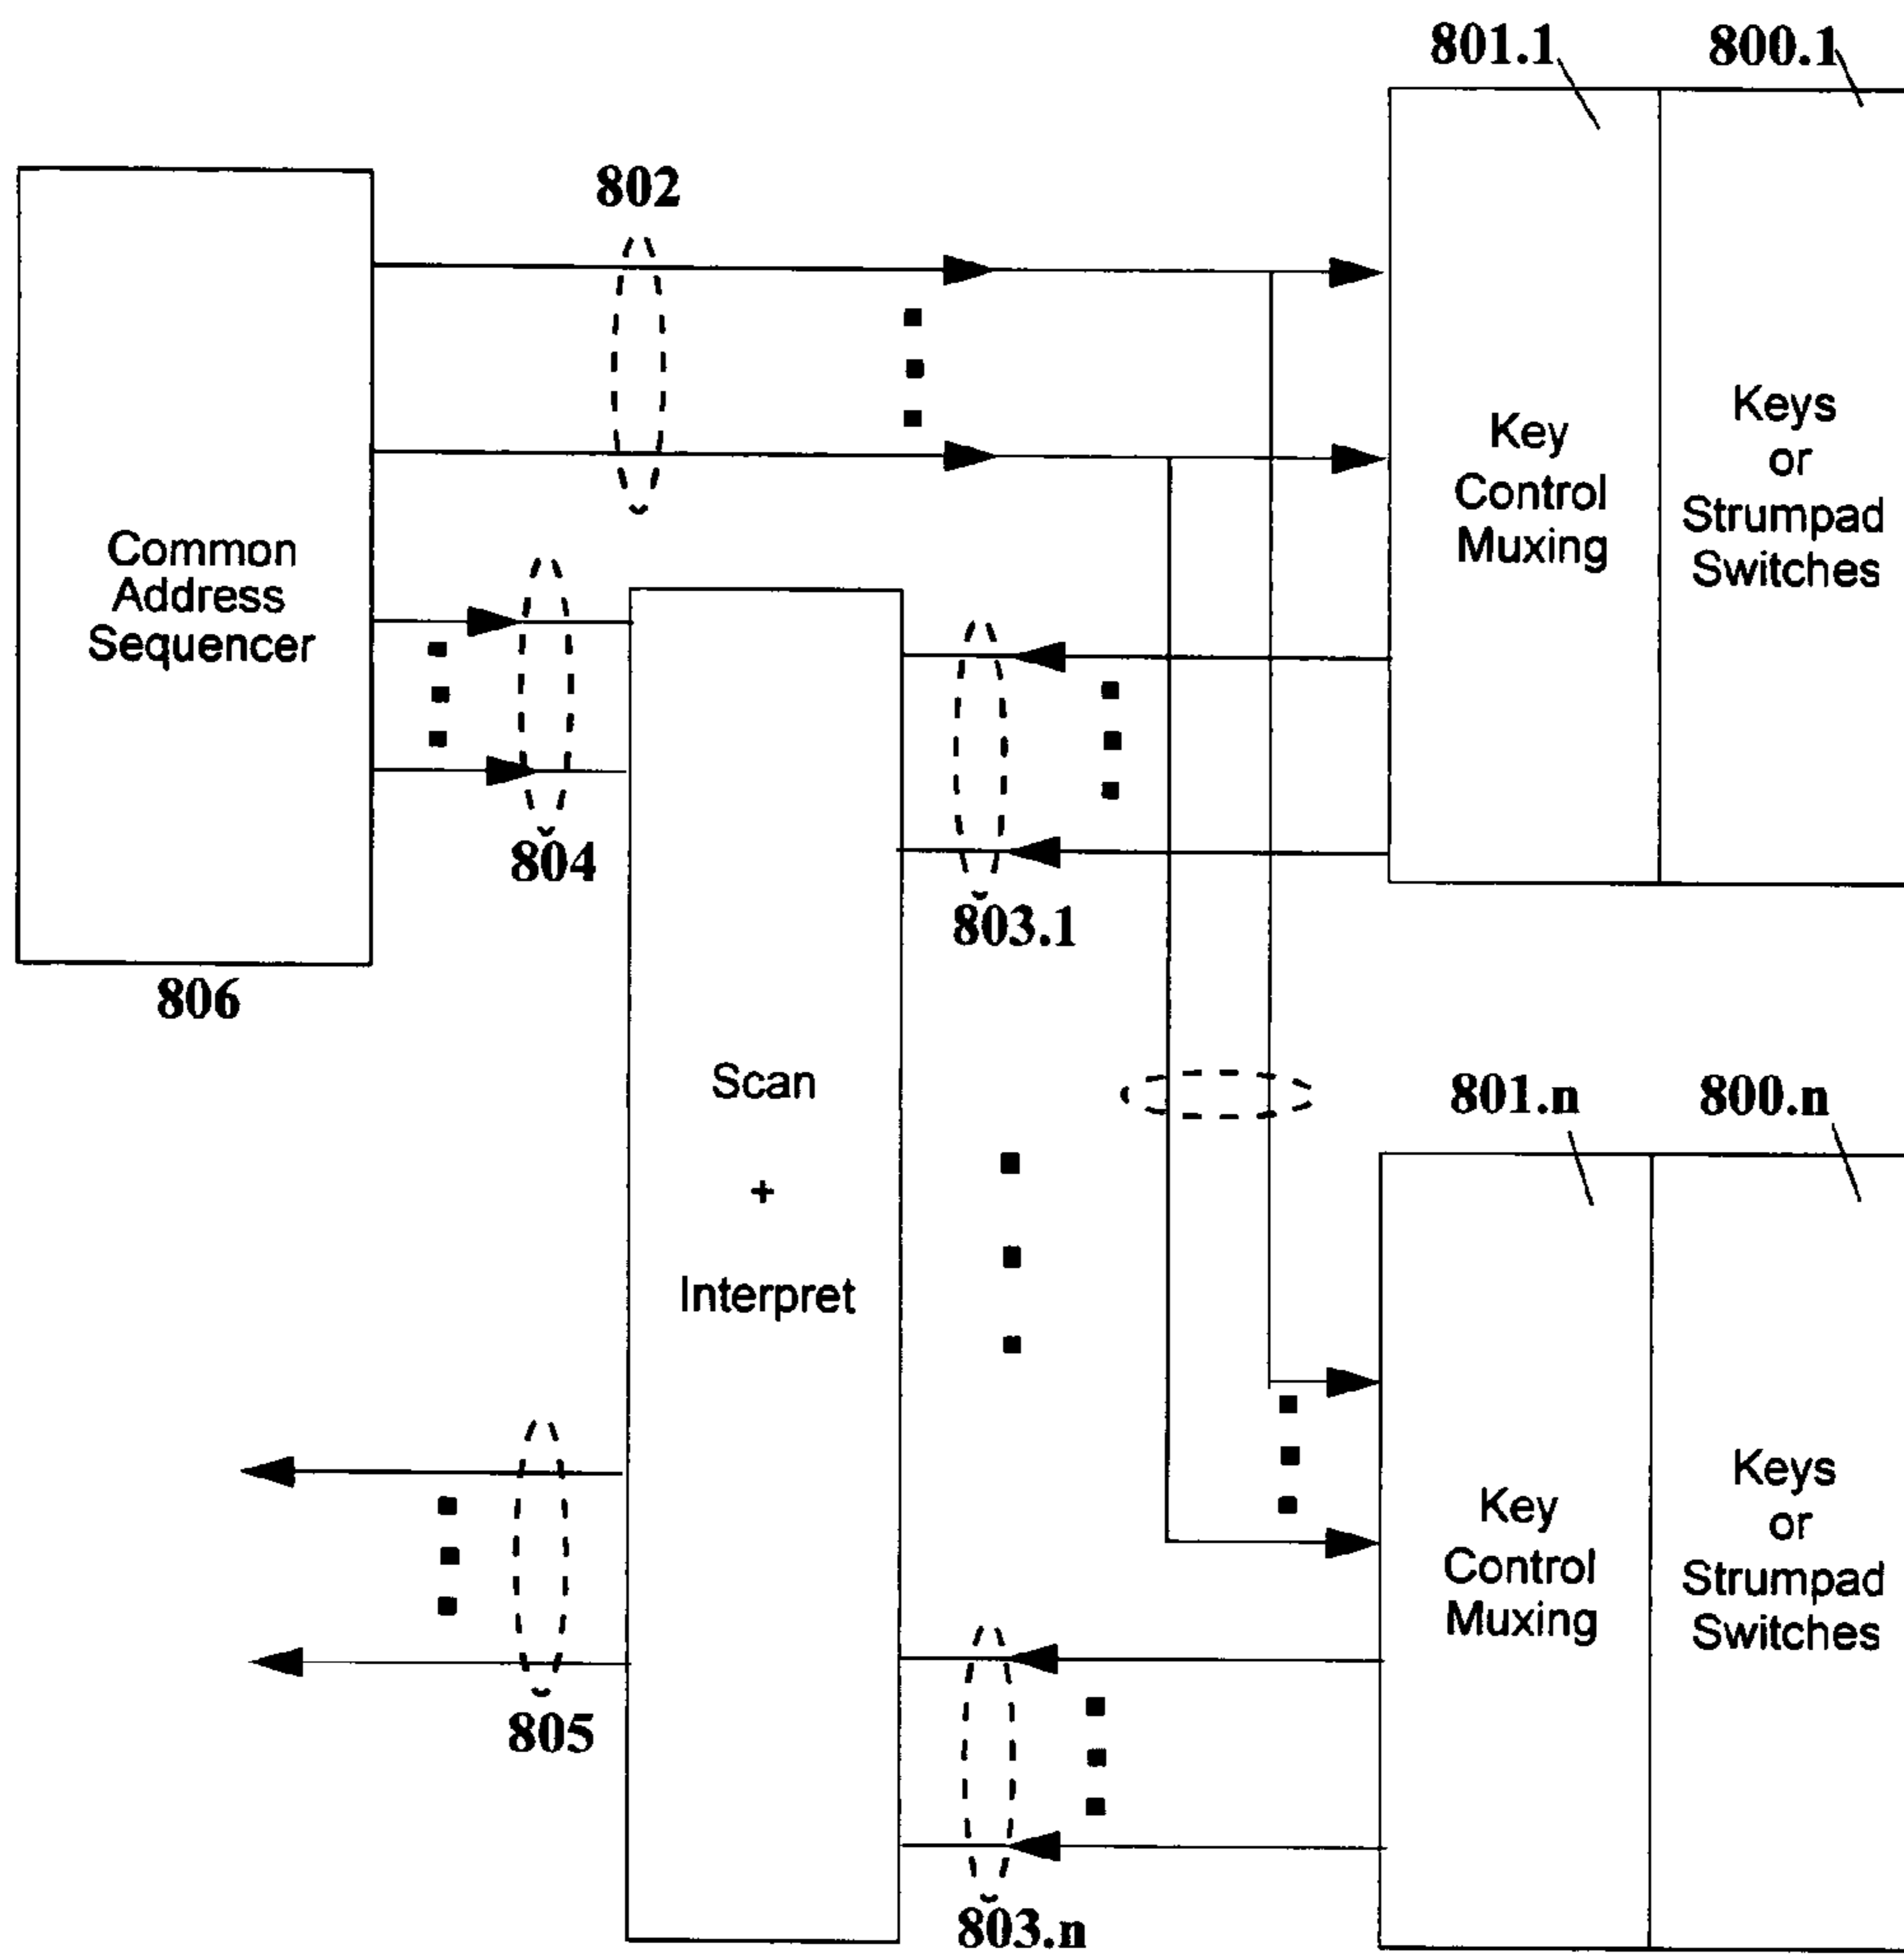 801.1
800.1
802
Key
Control
Muxing
Keys
or
Strumpad
Switches
Common
Address
Sequencer
804
803.1
806
Scan
+
Interpret
801.n
800.n
Key
Control
Muxing
Keys
or
Strumpad
Switches
805
803.n